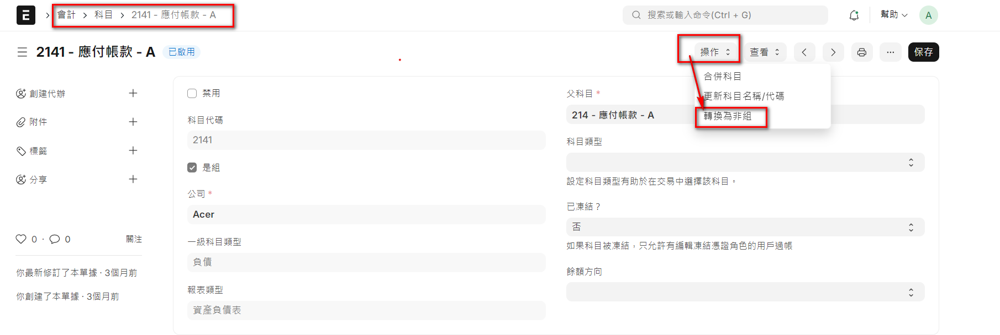 E
會計 > 科目 > 2141 - 應付帳款 - A
搜索或輸入命令(Ctrl + G)
幫助
A
2141 - 應付帳款 - A
已啟用
操作
查看
...
保存
合併科目
更新科目名稱/代碼
轉換為非組
創建代辦 +
附件 +
標籤 +
分享 +
0 · 0
關注
你最新修訂了本單據 · 3個月前
你創建了本單據 · 3個月前
禁用
科目代碼
2141
是組
公司 *
Acer
一級科目類型
負債
報表類型
資產負債表
父科目 *
214 - 應付帳款 - A
科目類型
設定科目類型有助於在交易中選擇該科目。
已凍結？
否
如果科目被凍結，只允許有編輯凍結憑證角色的用戶過帳
餘額方向